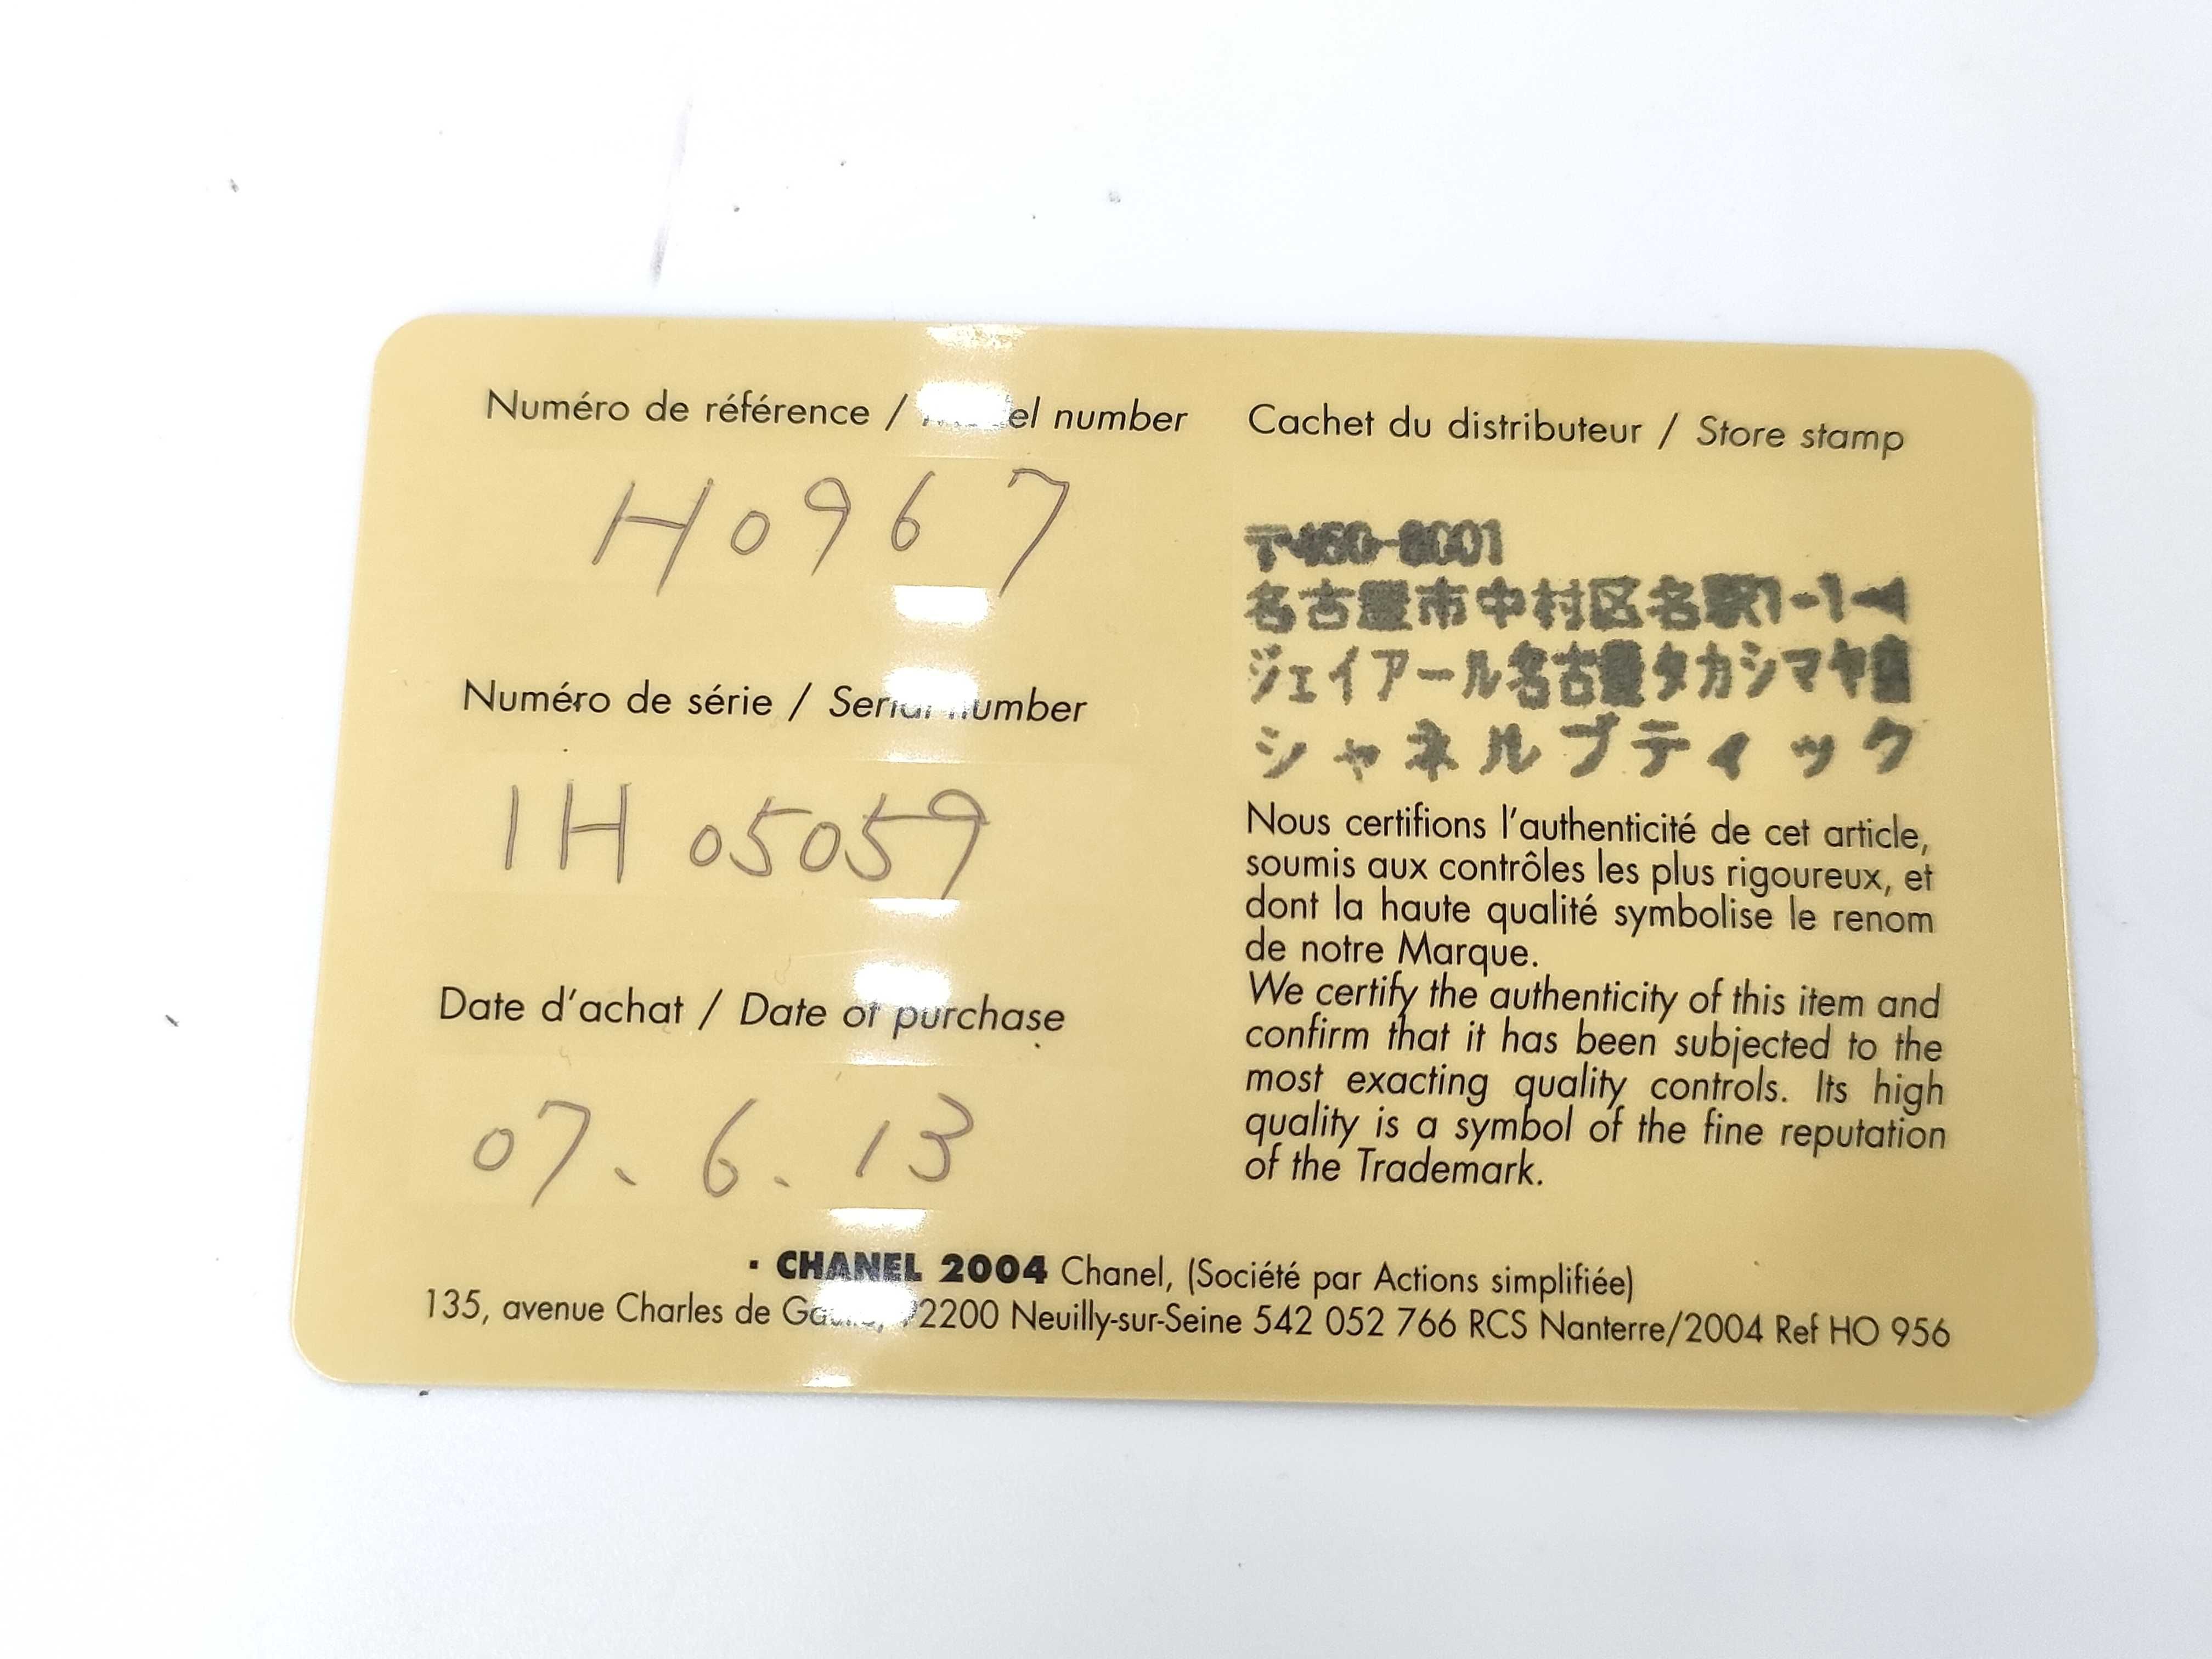 Numéro de référence / el number
H0967
Numéro de série / Serial number
1H 05059
Date d'achat / Date of purchase
07. 6. 13
Cachet du distributeur / Store stamp
〒450-6001
名古屋市中村区名駅1-1-4
ジェイアール名古屋タカシマヤ
シャネルブティック
Nous certifions l'authenticité de cet article,
soumis aux contrôles les plus rigoureux, et
dont la haute qualité symbolise le renom
de notre Marque.
We certify the authenticity of this item and
confirm that it has been subjected to the
most exacting quality controls. Its high
quality is a symbol of the fine reputation
of the Trademark.
· CHANEL 2004 Chanel, (Société par Actions simplifiée)
135, avenue Charles de 2200 Neuilly-sur-Seine 542 052 766 RCS Nanterre/2004 Ref HO 956